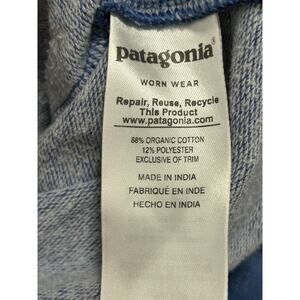 patagonia®
WORN WEAR
Repair, Reuse, Recycle
This Product
www.patagonia.com
88% ORGANIC COTTON
12% POLYESTER
EXCLUSIVE OF TRIM
MADE IN INDIA
FABRIQUÉ EN INDE
HECHO EN INDIA